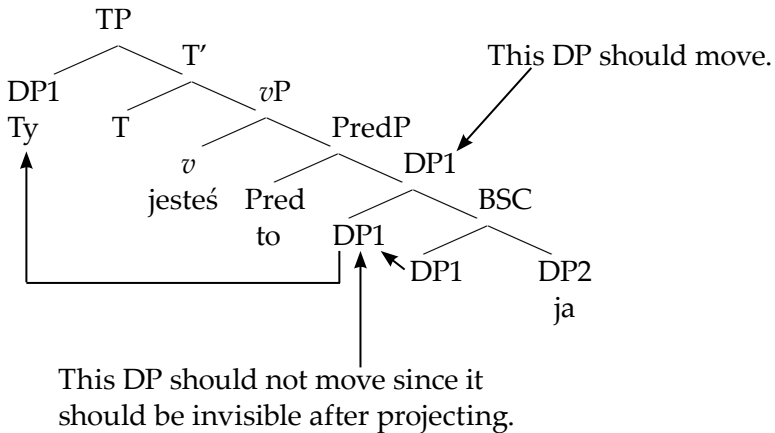 TP
T′
This DP should move.
DP1
vP
Ty
T
PredP
v
DP1
jesteś
Pred
BSC
to
DP1
DP1
DP2
ja
This DP should not move since it
should be invisible after projecting.